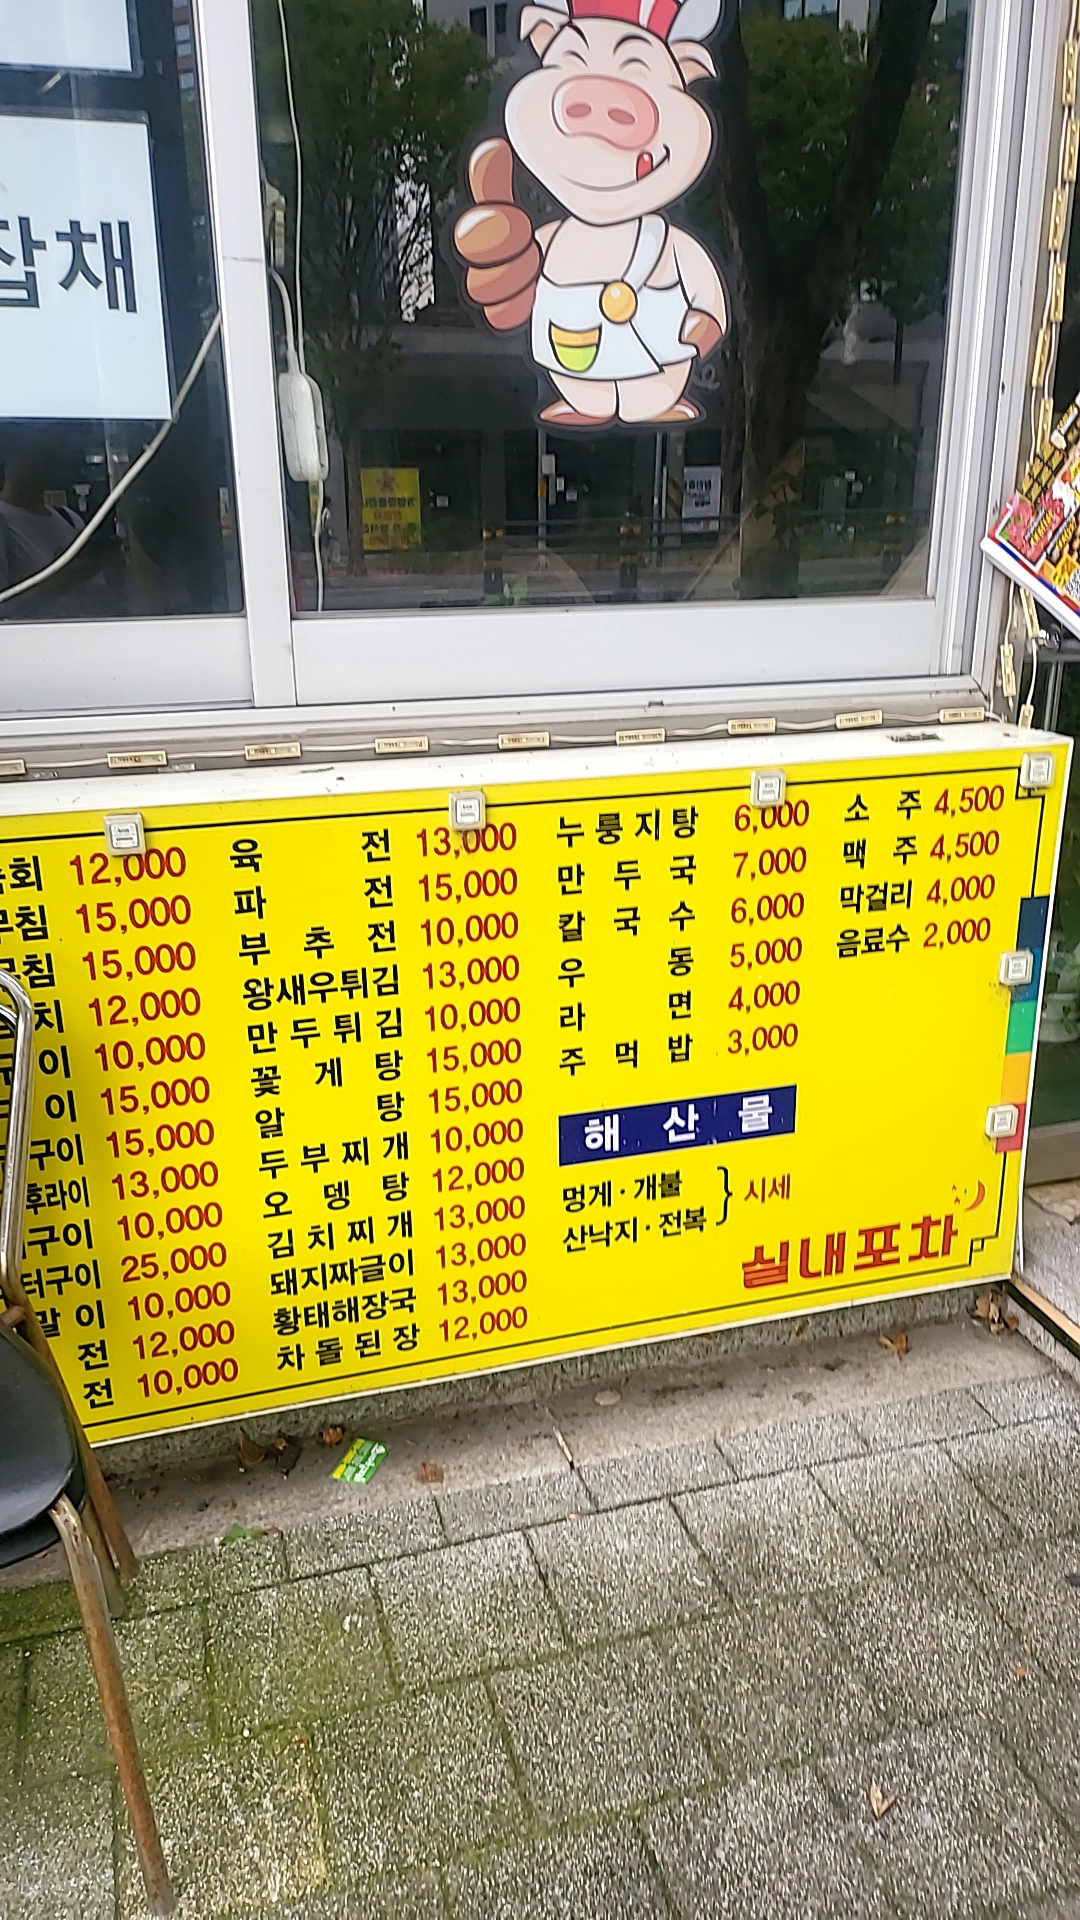 잡채
회 12,000
무침 15,000
무침 15,000
치 12,000
이 10,000
이 15,000
구이 15,000
후라이 13,000
구이 10,000
터구이 25,000
말이 10,000
전 12,000
전 10,000
육전 13,000
파전 15,000
부추전 10,000
왕새우튀김 13,000
만두튀김 10,000
꽃게탕 15,000
알탕 15,000
두부찌개 10,000
오뎅탕 12,000
김치찌개 13,000
돼지짜글이 13,000
황태해장국 13,000
차돌된장 12,000
누룽지탕 6,000
만두국 7,000
칼국수 6,000
우동 5,000
라면 4,000
주먹밥 3,000
해산물
멍게·개불
산낙지·전복
시세
소주 4,500
맥주 4,500
막걸리 4,000
음료수 2,000
실내포차